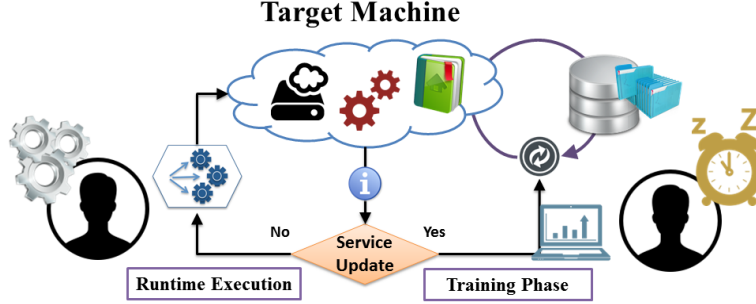 Target Machine
z Z
i
No
Service
Update
Yes
Runtime Execution
Training Phase